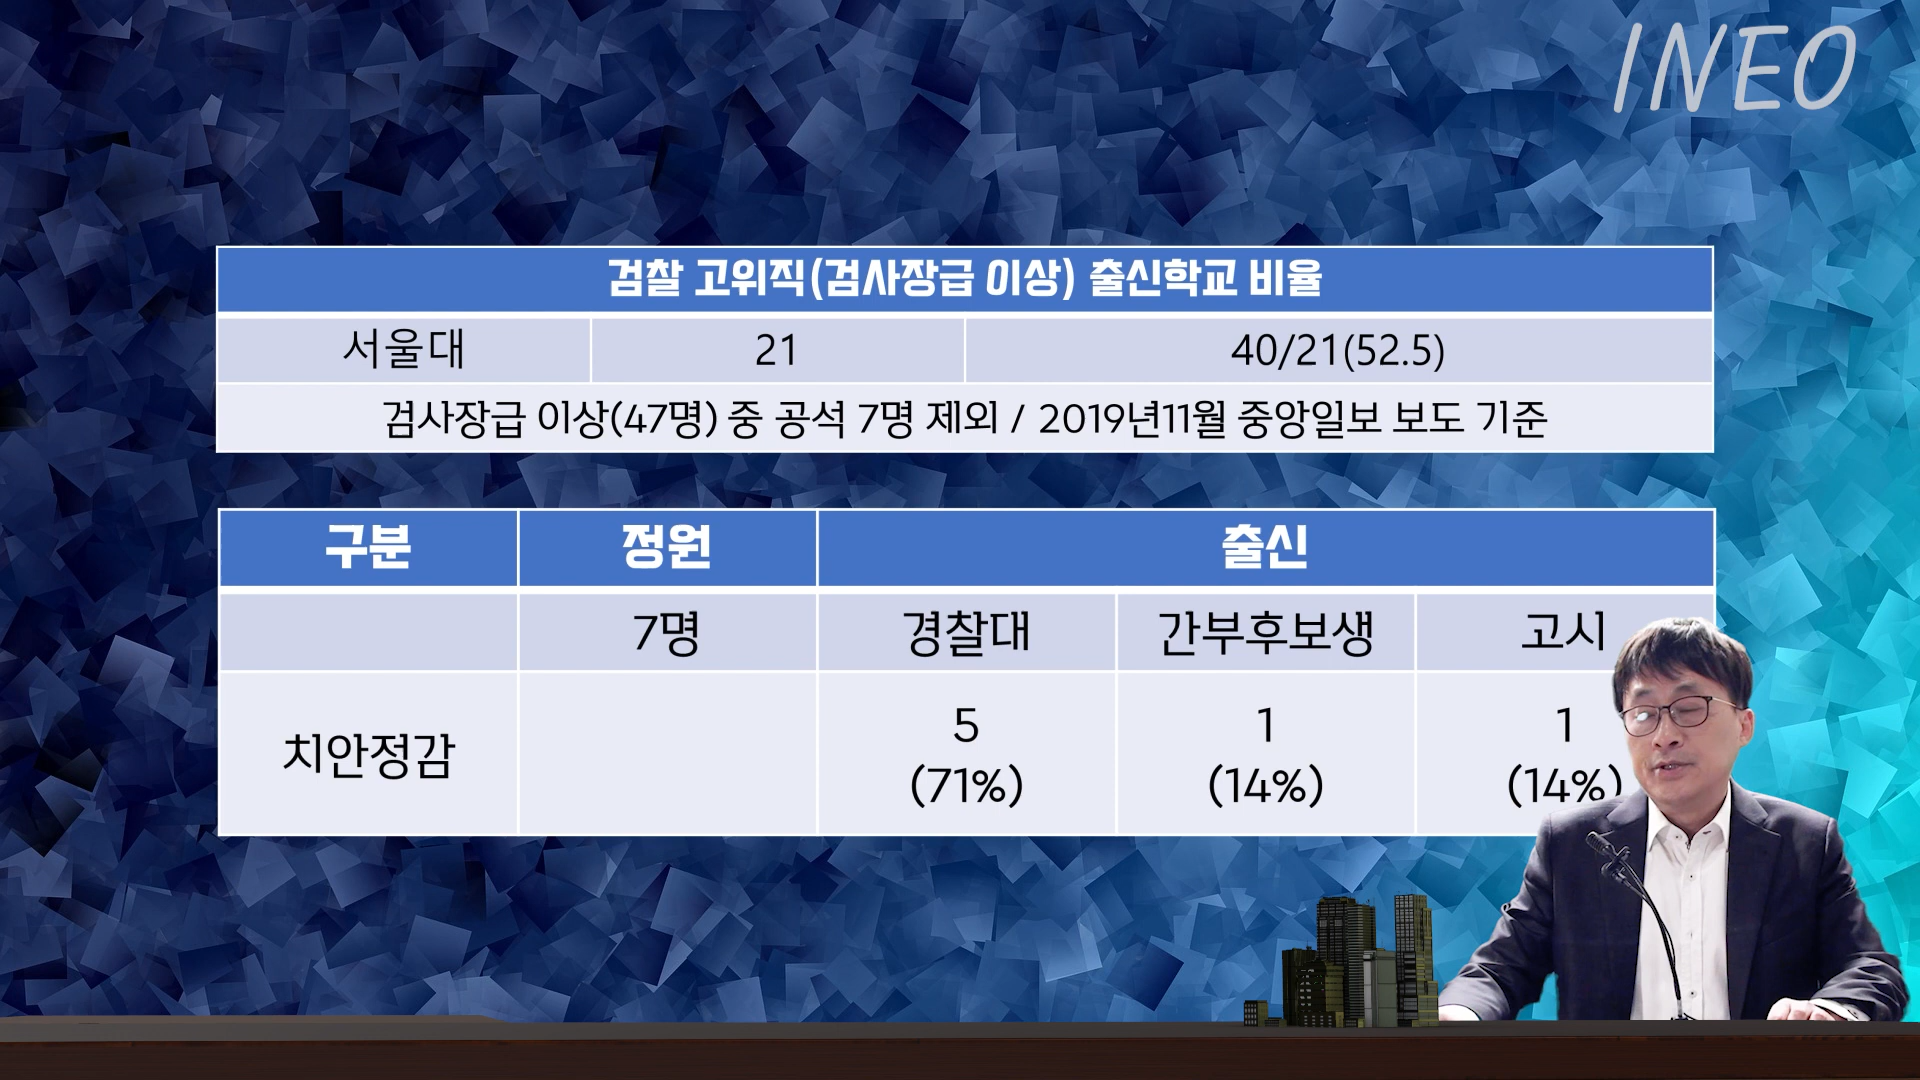 INEO
검찰 고위직(검사장급 이상) 출신학교 비율
서울대 21 40/21(52.5)
검사장급 이상(47명) 중 공석 7명 제외 / 2019년11월 중앙일보 보도 기준
구분 정원 출신
7명 경찰대 간부후보생 고시
치안정감 5 1 1
(71%) (14%) (14%)